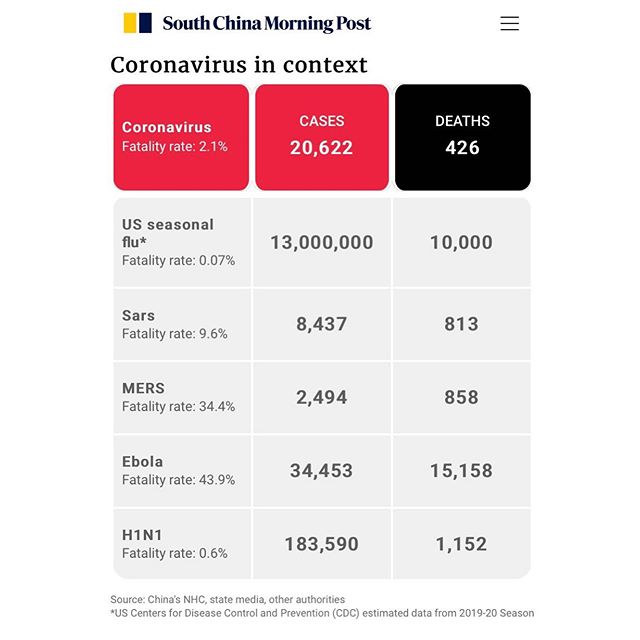 South China Morning Post
Coronavirus in context
Coronavirus
Fatality rate: 2.1%
CASES
20,622
DEATHS
426
US seasonal
flu*
Fatality rate: 0.07%
13,000,000
10,000
Sars
Fatality rate: 9.6%
8,437
813
MERS
Fatality rate: 34.4%
2,494
858
Ebola
Fatality rate: 43.9%
34,453
15,158
H1N1
Fatality rate: 0.6%
183,590
1,152
Source: China's NHC, state media, other authorities
*US Centers for Disease Control and Prevention (CDC) estimated data from 2019-20 Season